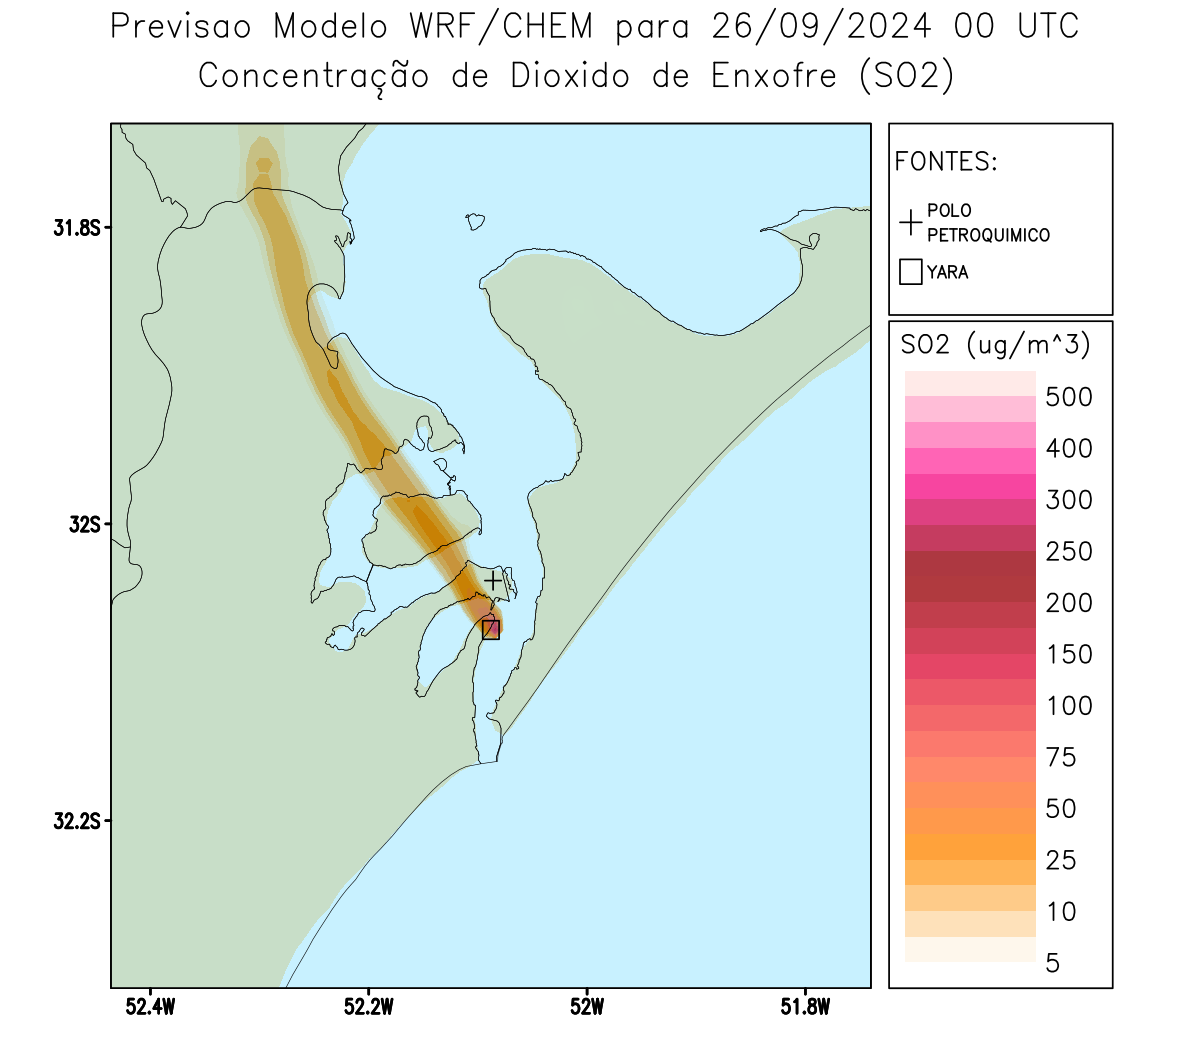 Previsao Modelo WRF/CHEM para 26/09/2024 00 UTC
Concentração de Dioxido de Enxofre (SO2)
FONTES:
POLO
PETROQUIMICO
YARA
SO2 (ug/m^3)
500
400
300
250
200
150
100
75
50
25
10
5
31.8S
32S
32.2S
52.4W
52.2W
52W
51.8W